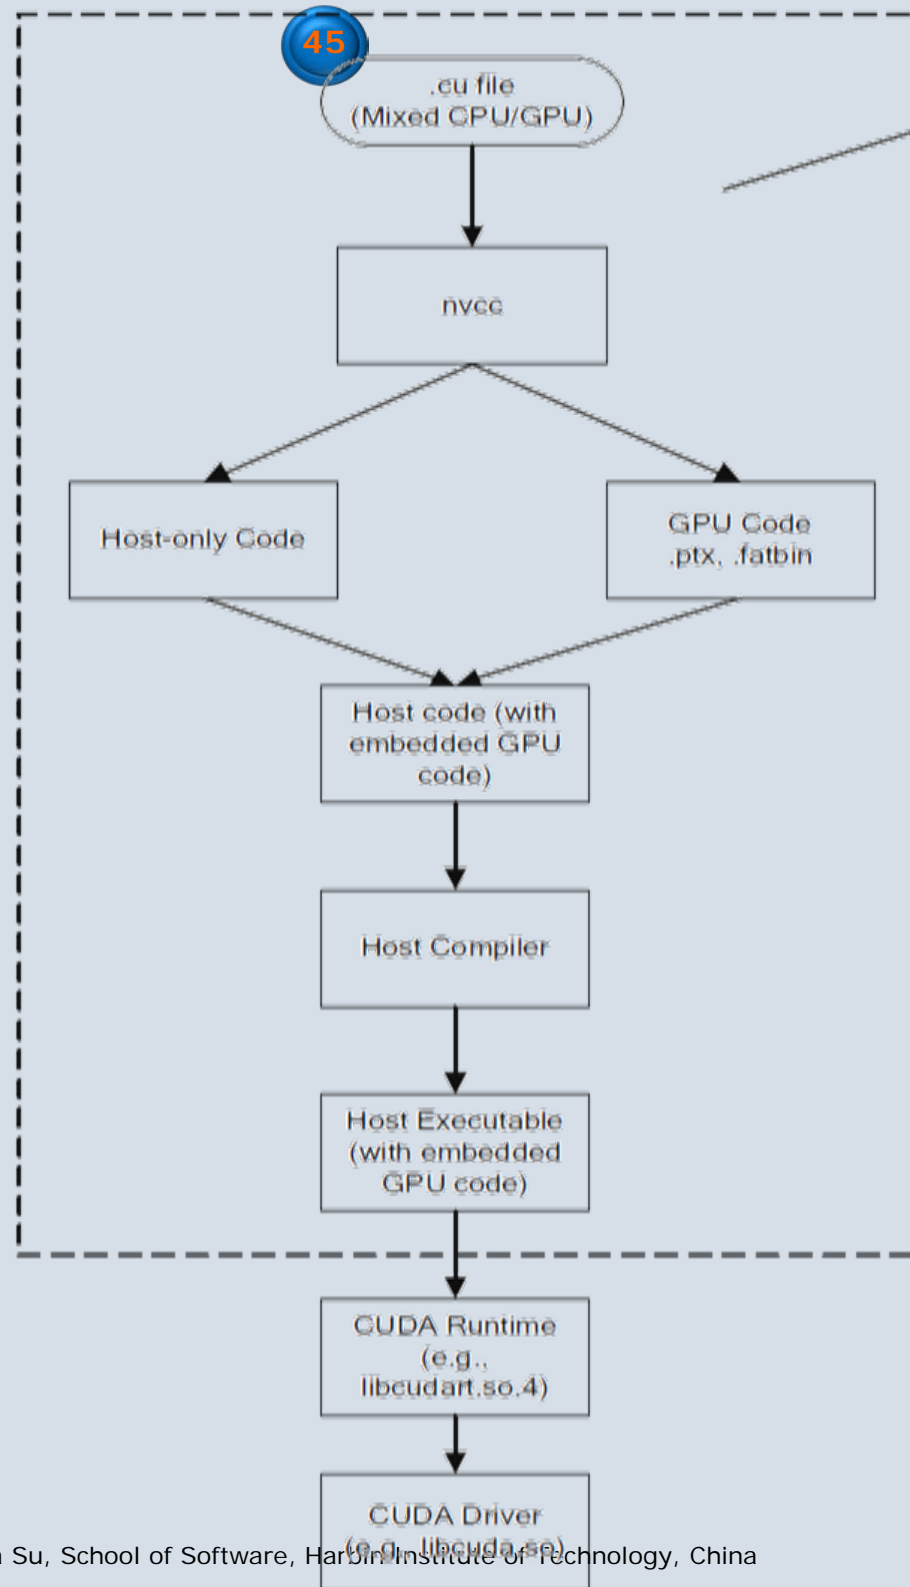 45
.cu file
(Mixed CPU/GPU)
nvcc
Host-only Code
GPU Code
.ptx, .fatbin
Host code (with
embedded GPU
code)
Host Compiler
Host Executable
(with embedded
GPU code)
CUDA Runtime
(e.g.,
libcudart.so.4)
CUDA Driver
(e.g., libcuda.so)
Su, School of Software, Harbin Institute of Technology, China